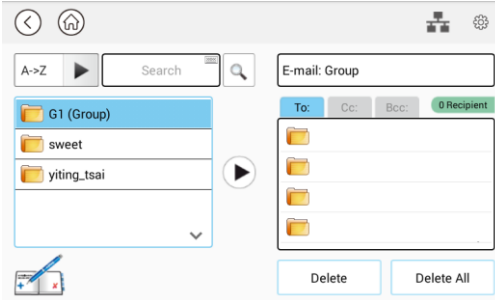 A->Z
Search
E-mail: Group
To:
Cc:
Bcc:
0 Recipient
G1 (Group)
sweet
yiting_tsai
Delete
Delete All